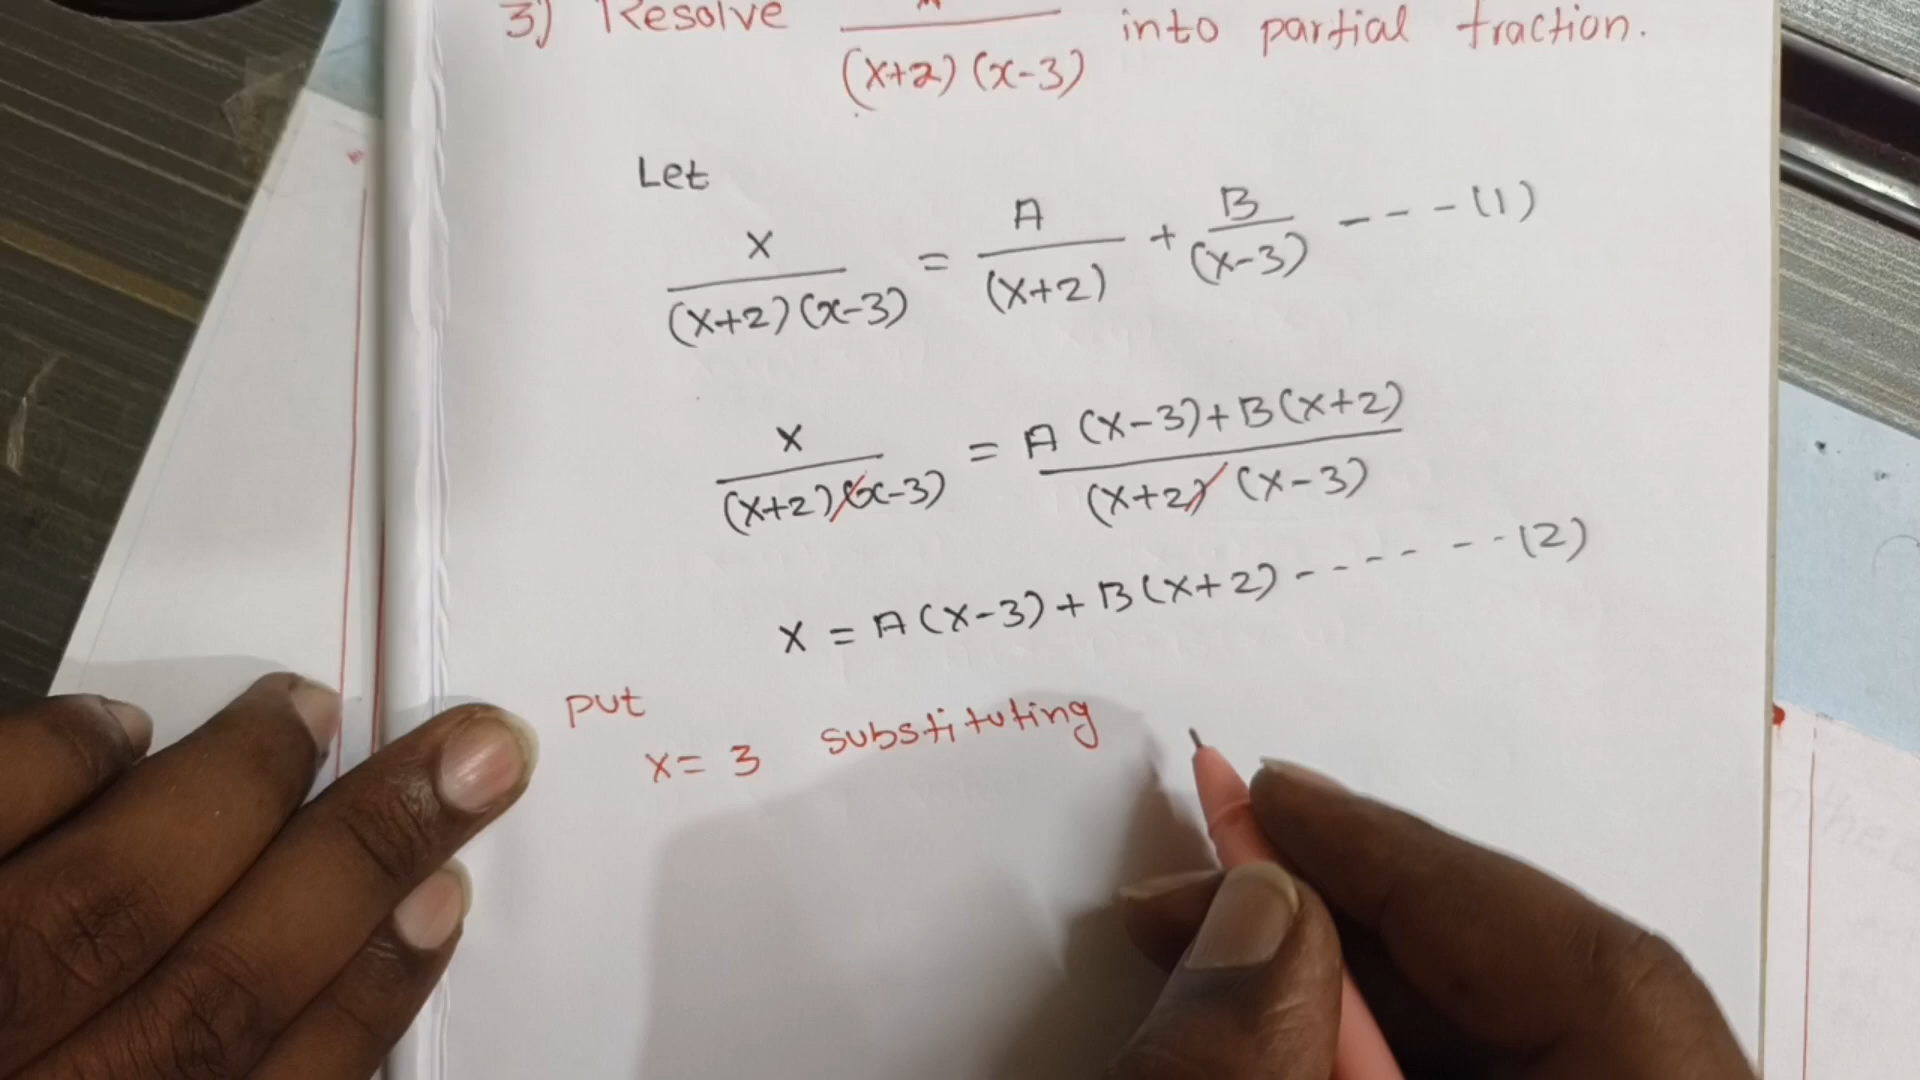 3) Resolve x/(x+2)(x-3) into partial fraction.
Let
x/(x+2)(x-3) = A/(x+2) + B/(x-3) ----(1)
x/(x+2)(x-3) = A(x-3)+B(x+2)/(x+2)(x-3)
x = A(x-3)+B(x+2)-------(2)
put
x= 3 substituting